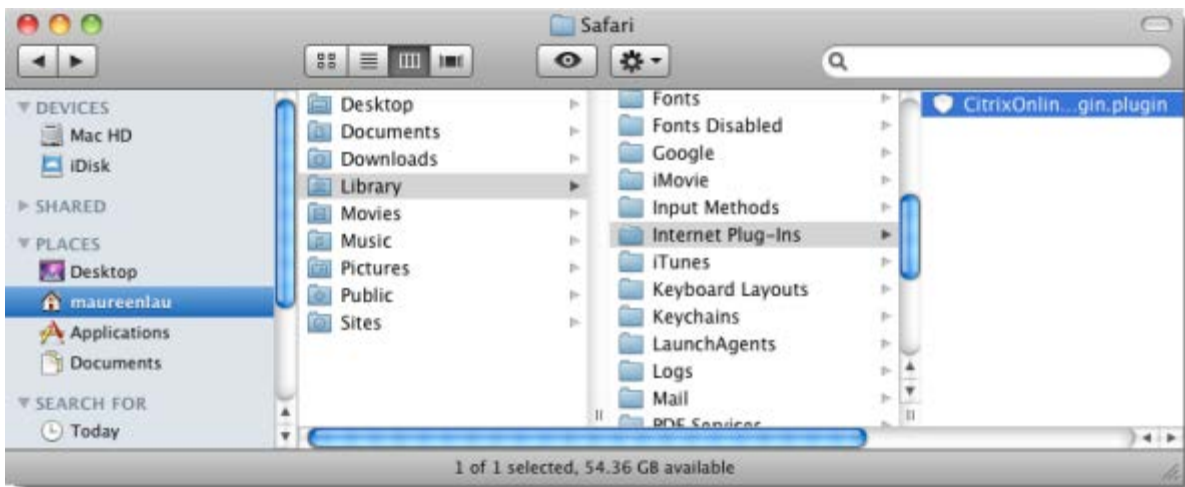 Safari
DEVICES
Mac HD
iDisk
SHARED
PLACES
Desktop
maureenlau
Applications
Documents
SEARCH FOR
Today
Desktop
Documents
Downloads
Library
Movies
Music
Pictures
Public
Sites
Fonts
Fonts Disabled
Google
iMovie
Input Methods
Internet Plug-Ins
iTunes
Keyboard Layouts
Keychains
LaunchAgents
Logs
Mail
PDF Services
CitrixOnlin...gin.plugin
1 of 1 selected, 54.36 GB available